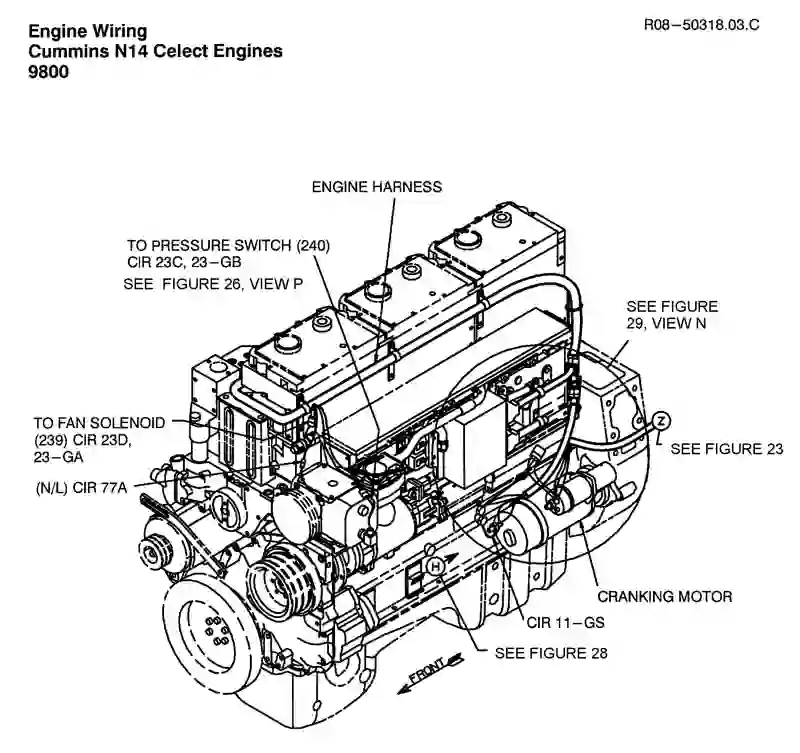 Engine Wiring
Cummins N14 Celect Engines
9800
R08-50318.03.C
ENGINE HARNESS
TO PRESSURE SWITCH (240)
CIR 23C, 23-GB
SEE FIGURE 26, VIEW P
SEE FIGURE
29, VIEW N
TO FAN SOLENOID
(239) CIR 23D,
23-GA
(N/L) CIR 77A
Z
SEE FIGURE 23
H
CRANKING MOTOR
CIR 11-GS
SEE FIGURE 28
FRONT